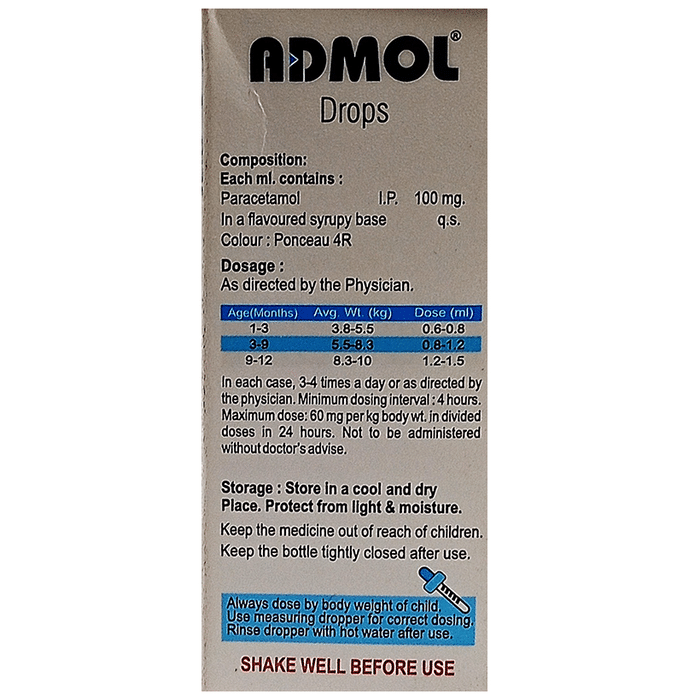 ADMOL®
Drops
Composition:
Each ml. contains :
Paracetamol I.P. 100 mg.
In a flavoured syrupy base q.s.
Colour : Ponceau 4R
Dosage :
As directed by the Physician.
Age(Months) Avg. Wt. (kg) Dose (ml)
1-3 3.8-5.5 0.6-0.8
3-9 5.5-8.3 0.8-1.2
9-12 8.3-10 1.2-1.5
In each case, 3-4 times a day or as directed by
the physician. Minimum dosing interval : 4 hours.
Maximum dose: 60 mg per kg body wt. in divided
doses in 24 hours. Not to be administered
without doctor's advise.
Storage : Store in a cool and dry
Place. Protect from light & moisture.
Keep the medicine out of reach of children.
Keep the bottle tightly closed after use.
Always dose by body weight of child.
Use measuring dropper for correct dosing.
Rinse dropper with hot water after use.
SHAKE WELL BEFORE USE